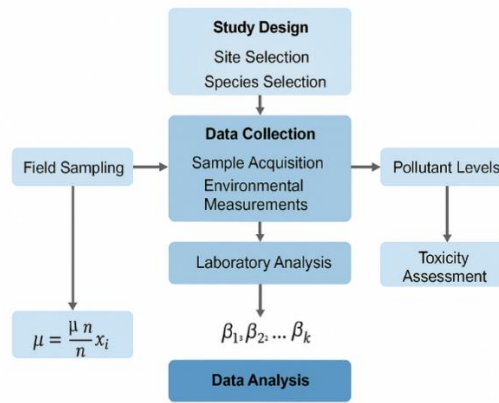 Study Design
Site Selection
Species Selection
Data Collection
Sample Acquisition
Environmental
Measurements
Field Sampling
Pollutant Levels
Laboratory Analysis
Toxicity
Assessment
μ = μ n / n xᵢ
β₁, β₂, ... βₖ
Data Analysis